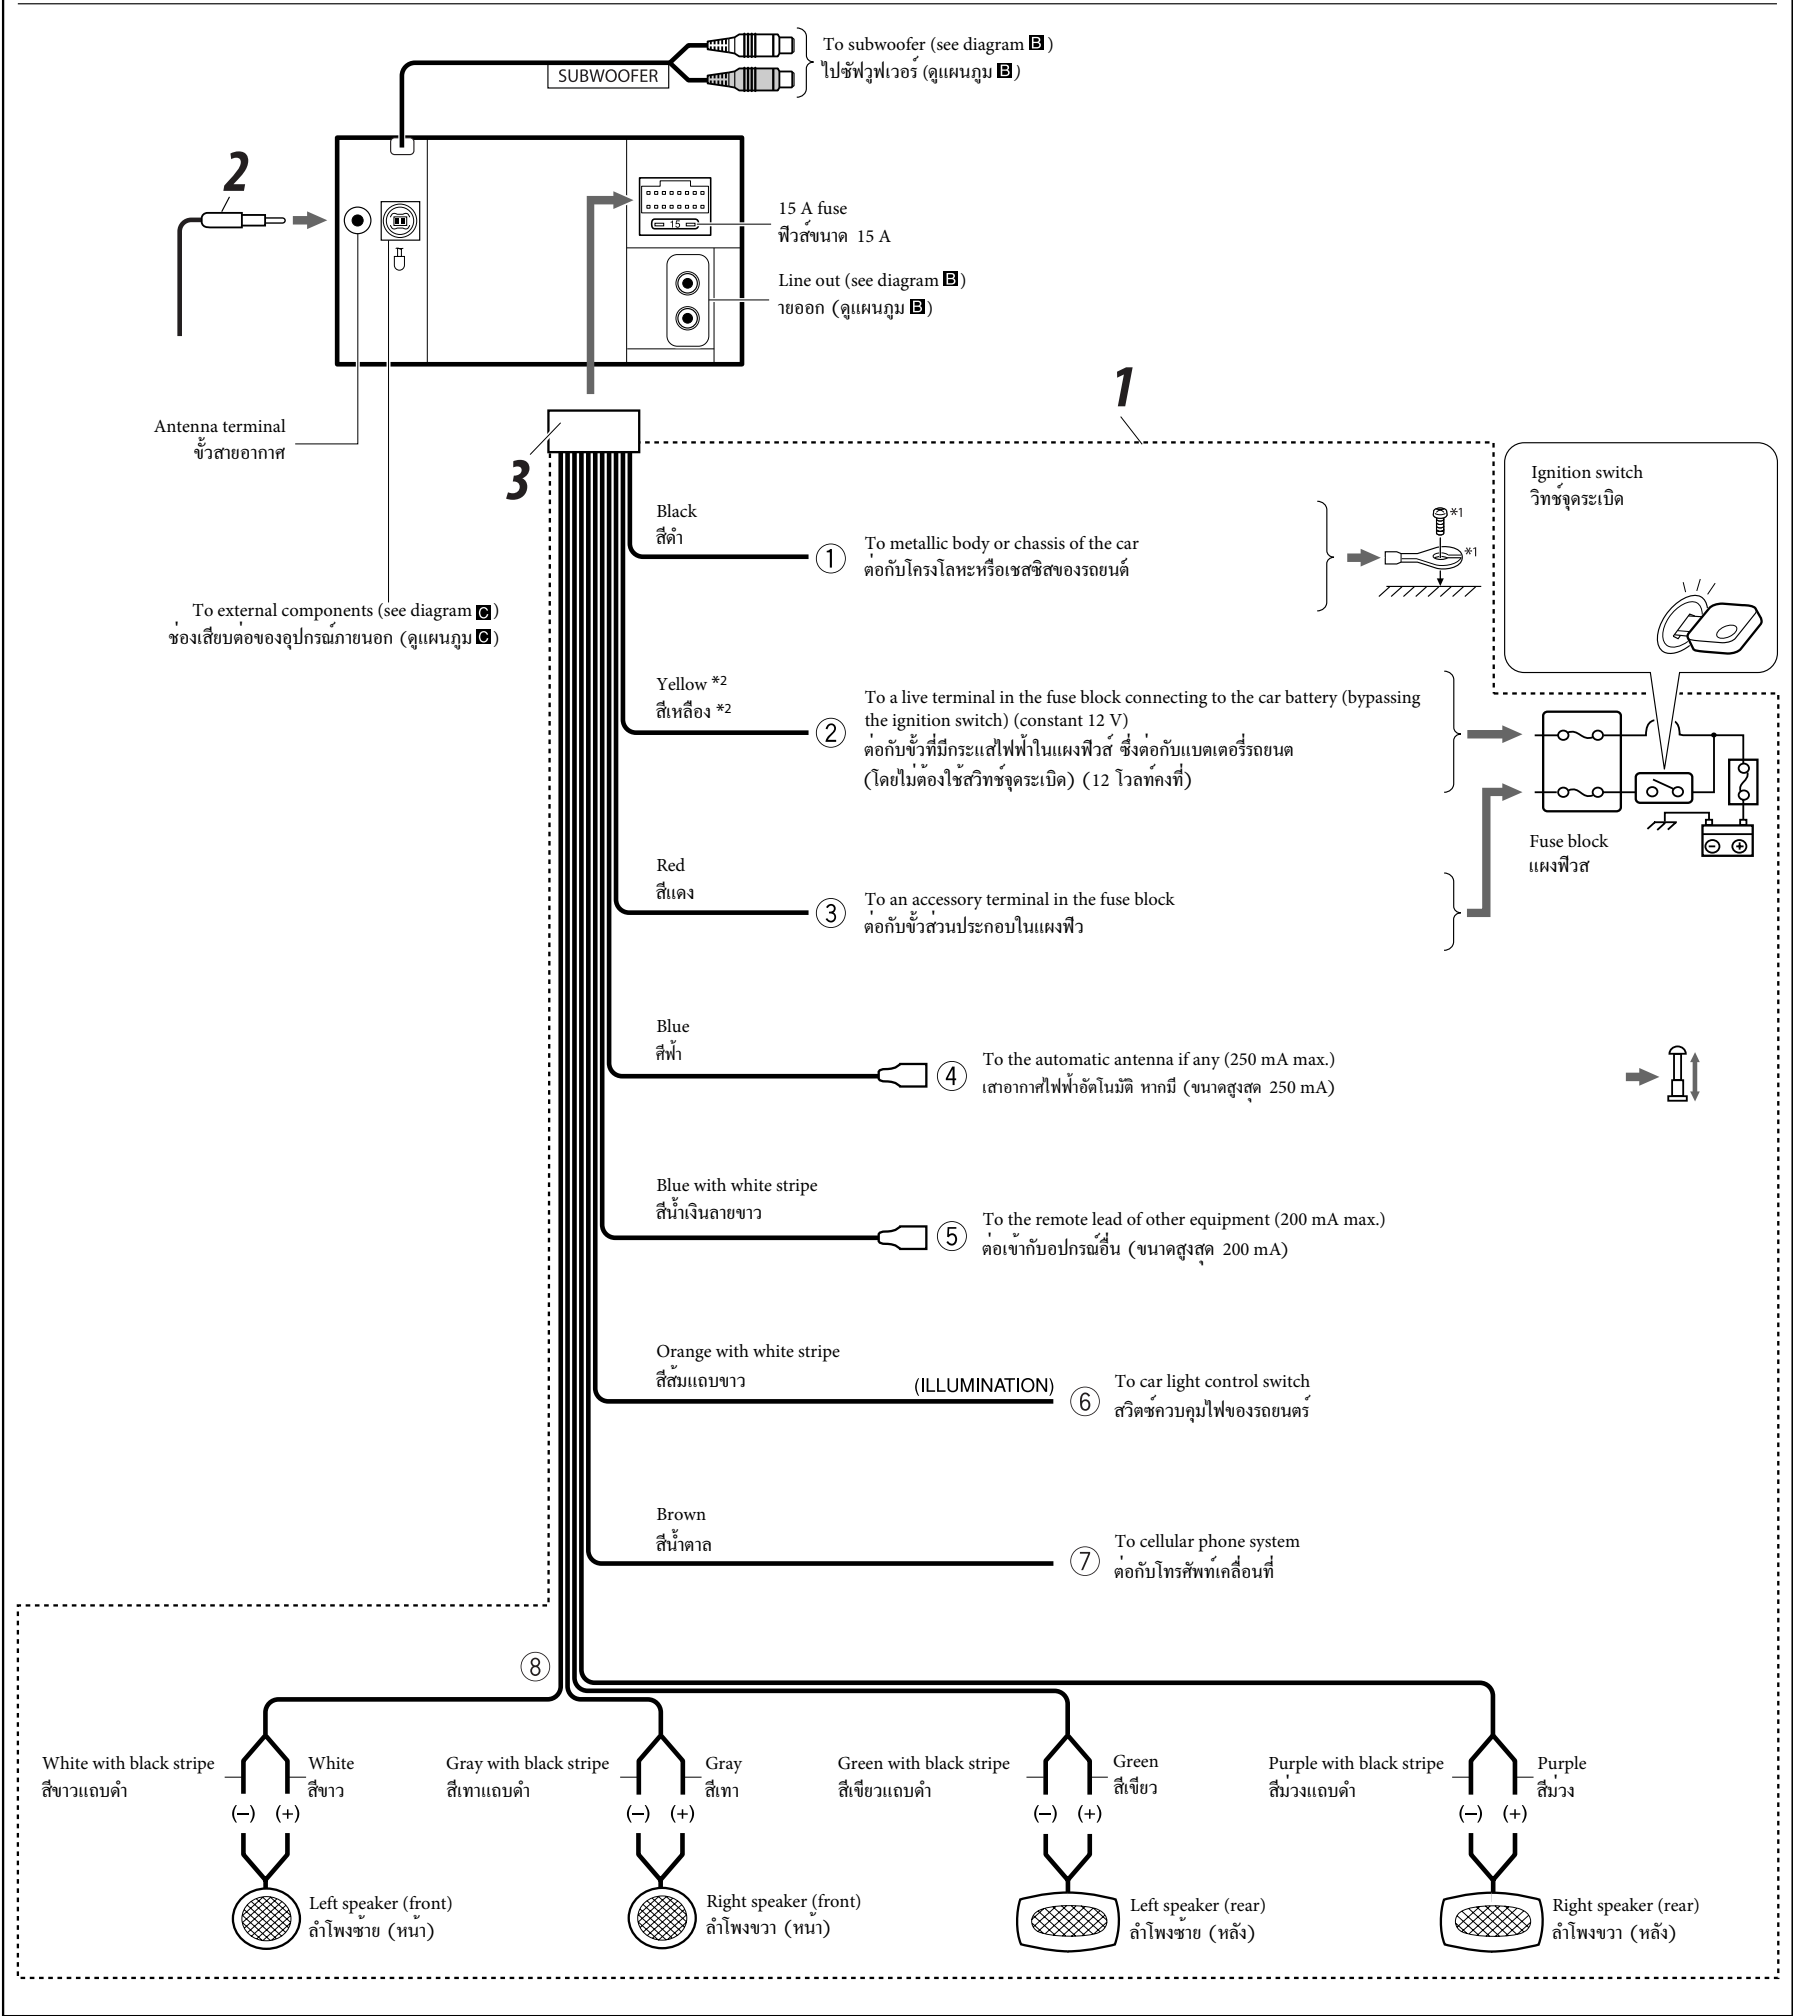 To subwoofer (see diagram B)
ไปซัฟวูฟเวอร์ (ดูแผนภูม B)
SUBWOOFER
2
15 A fuse
ฟิวส์ขนาด 15 A
15
Line out (see diagram B)
ายออก (ดูแผนภูม B)
1
Antenna terminal
ขั้วสายอากาศ
3
Ignition switch
วิทช์จุดระเบิด
Black
สีดำ
1 To metallic body or chassis of the car
ต่อกับโครงโลหะหรือเชสซิสของรถยนต์
*1
*1
To external components (see diagram C)
ช่องเสียบต่อของอุปกรณ์ภายนอก (ดูแผนภูม C)
Yellow *2
สีเหลือง *2
2 To a live terminal in the fuse block connecting to the car battery (bypassing
the ignition switch) (constant 12 V)
ต่อกับขั้วที่มีกระแสไฟฟ้าในแผงฟิวส์ ซึ่งต่อกับแบตเตอรี่รถยนต
(โดยไม่ต้องใช้สวิทช์จุดระเบิด) (12 โวลท์คงที่)
Fuse block
แผงฟิวส
Red
สีแดง
3 To an accessory terminal in the fuse block
ต่อกับขั้วส่วนประกอบในแผงฟิว
Blue
ศีฟ้า
4 To the automatic antenna if any (250 mA max.)
เสาอากาศไฟฟ้าอัตโนมัติ หากมี (ขนาดสูงสุด 250 mA)
Blue with white stripe
สีน้ำเงินลายขาว
5 To the remote lead of other equipment (200 mA max.)
ต่อเข้ากับอปกรณ์อื่น (ขนาดสูงสุด 200 mA)
Orange with white stripe
สีส้มแถบขาว
(ILLUMINATION)
6 To car light control switch
สวิตซ์ควบคุมไฟของรถยนตร์
Brown
สีน้ำตาล
7 To cellular phone system
ต่อกับโทรศัพท์เคลื่อนที่
8
White with black stripe
สีขาวแถบดำ
White
สีขาว
Gray with black stripe
สีเทาแถบดำ
Gray
สีเทา
Green with black stripe
สีเขียวแถบดำ
Green
สีเขียว
Purple with black stripe
สีม่วงแถบดำ
Purple
สีม่วง
(−) (+) (−) (+) (−) (+) (−) (+)
Left speaker (front)
ลำโพงซ้าย (หน้า)
Right speaker (front)
ลำโพงขวา (หน้า)
Left speaker (rear)
ลำโพงซ้าย (หลัง)
Right speaker (rear)
ลำโพงขวา (หลัง)